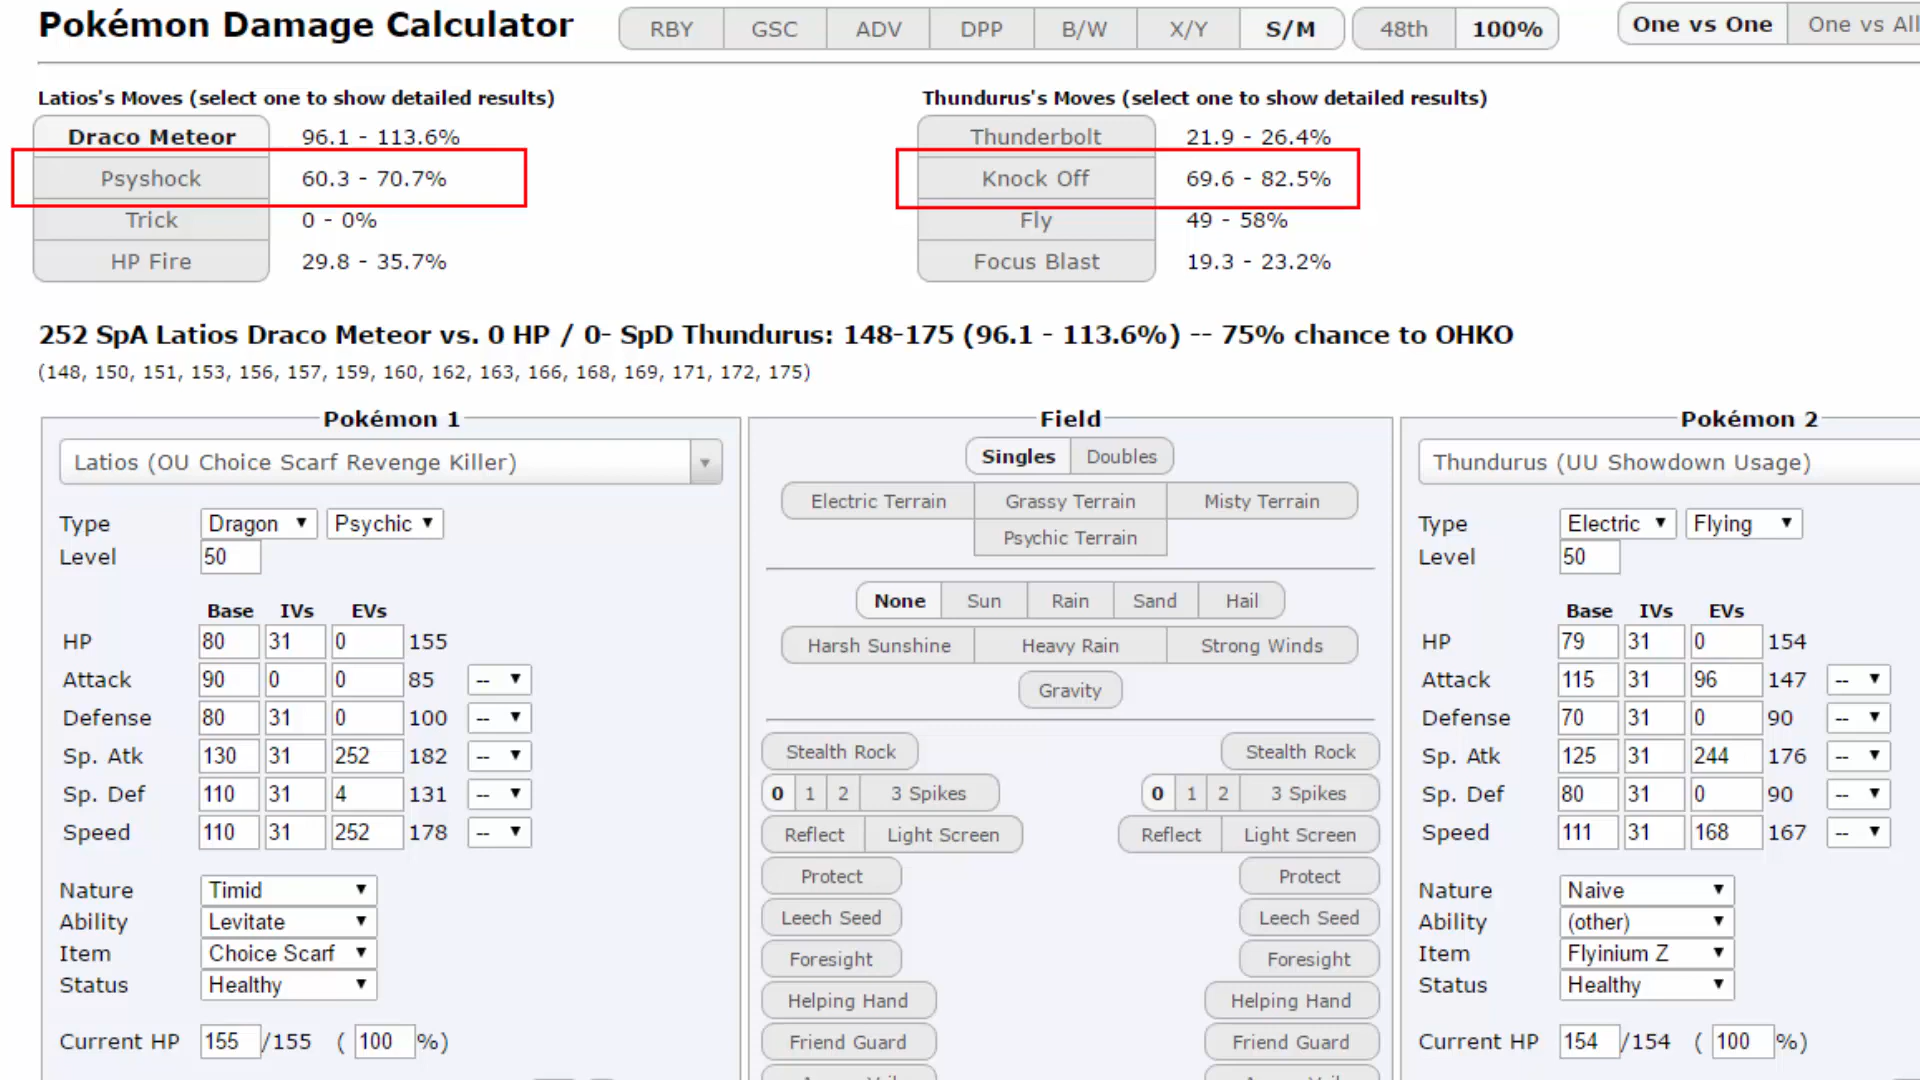 Pokémon Damage Calculator RBY GSC ADV DPP B/W X/Y S/M 48th 100% One vs One One vs All
Latios's Moves (select one to show detailed results) Thundurus's Moves (select one to show detailed results)
Draco Meteor 96.1 - 113.6% Thunderbolt 21.9 - 26.4%
Psyshock 60.3 - 70.7% Knock Off 69.6 - 82.5%
Trick 0 - 0% Fly 49 - 58%
HP Fire 29.8 - 35.7% Focus Blast 19.3 - 23.2%
252 SpA Latios Draco Meteor vs. 0 HP / 0- SpD Thundurus: 148-175 (96.1 - 113.6%) -- 75% chance to OHKO
(148, 150, 151, 153, 156, 157, 159, 160, 162, 163, 166, 168, 169, 171, 172, 175)
Pokémon 1
Latios (OU Choice Scarf Revenge Killer)
Type Dragon Psychic
Level 50
Base IVs EVs
HP 80 31 0 155
Attack 90 0 0 85 --
Defense 80 31 0 100 --
Sp. Atk 130 31 252 182 --
Sp. Def 110 31 4 131 --
Speed 110 31 252 178 --
Nature Timid
Ability Levitate
Item Choice Scarf
Status Healthy
Current HP 155 /155 ( 100 %)
Field
Singles Doubles
Electric Terrain Grassy Terrain Misty Terrain
Psychic Terrain
None Sun Rain Sand Hail
Harsh Sunshine Heavy Rain Strong Winds
Gravity
Stealth Rock Stealth Rock
0 1 2 3 Spikes 0 1 2 3 Spikes
Reflect Light Screen Reflect Light Screen
Protect Protect
Leech Seed Leech Seed
Foresight Foresight
Helping Hand Helping Hand
Friend Guard Friend Guard
Pokémon 2
Thundurus (UU Showdown Usage)
Type Electric Flying
Level 50
Base IVs EVs
HP 79 31 0 154
Attack 115 31 96 147 --
Defense 70 31 0 90 --
Sp. Atk 125 31 244 176 --
Sp. Def 80 31 0 90 --
Speed 111 31 168 167 --
Nature Naive
Ability (other)
Item Flyinium Z
Status Healthy
Current HP 154 /154 ( 100 %)